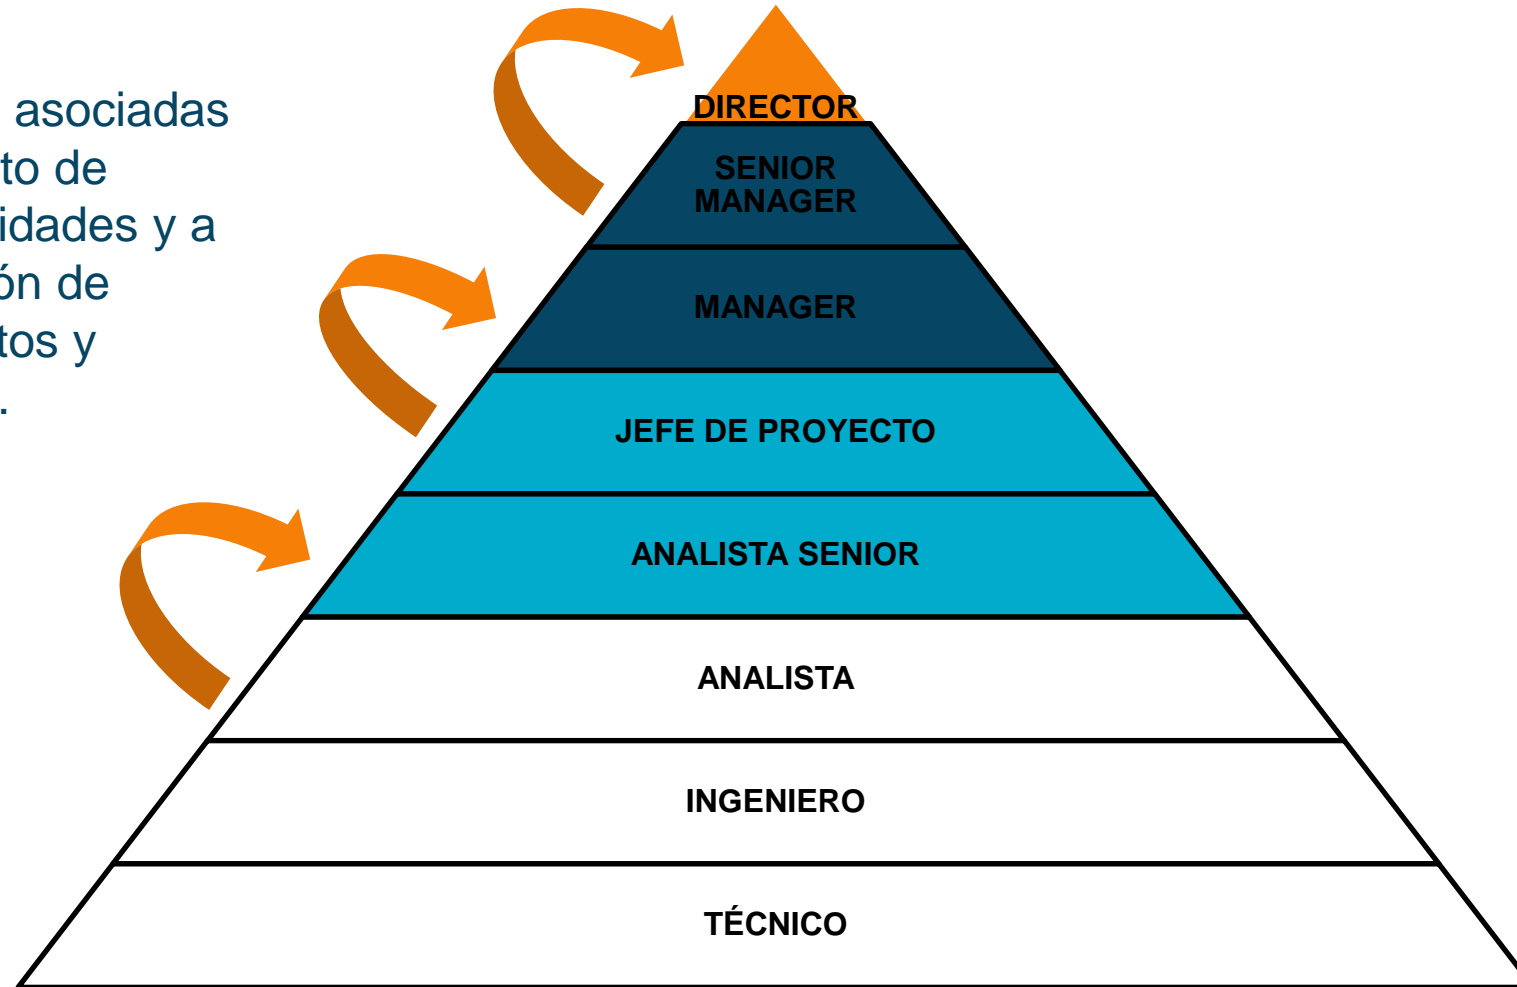 asociadas
to de
idades y a
ón de
tos y
.
DIRECTOR
SENIOR
MANAGER
MANAGER
JEFE DE PROYECTO
ANALISTA SENIOR
ANALISTA
INGENIERO
TÉCNICO